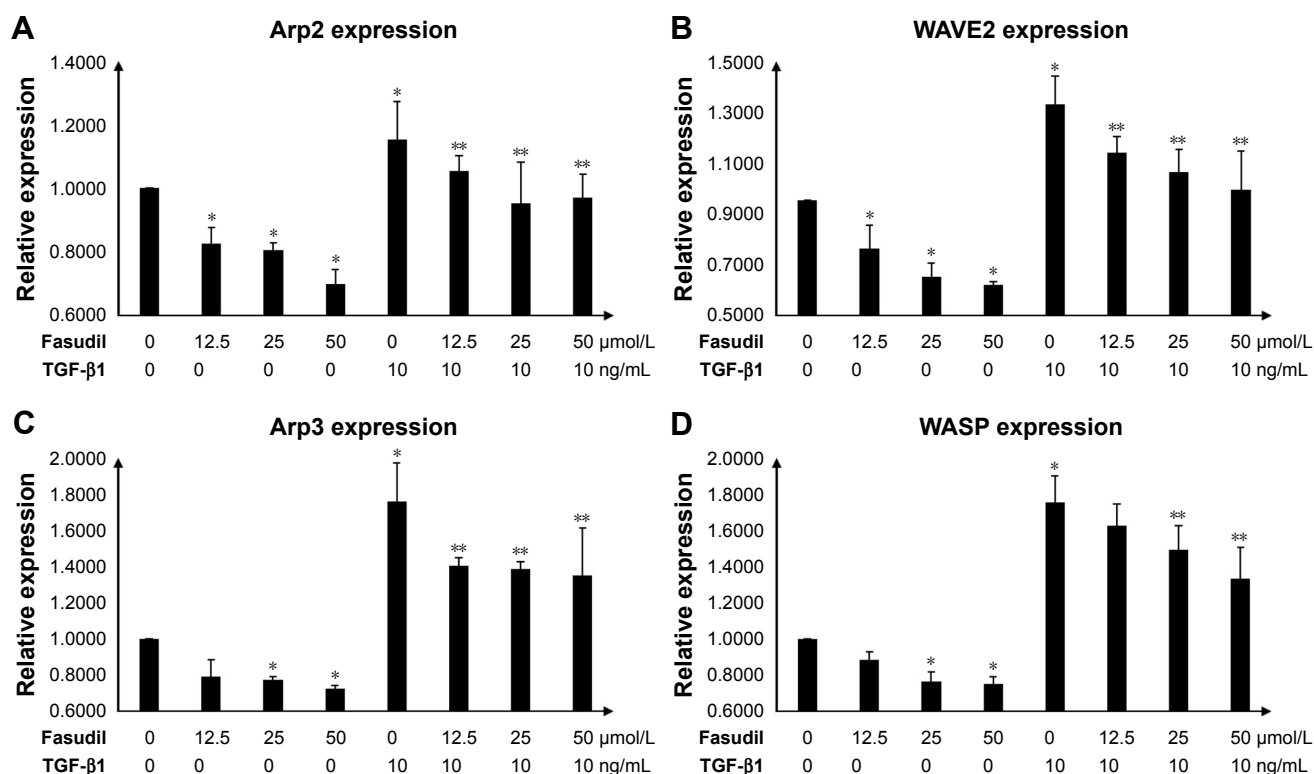 A Arp2 expression
Relative expression
1.4000
1.2000
1.0000
0.8000
0.6000
* * * * ** ** **
Fasudil 0 12.5 25 50 0 12.5 25 50 µmol/L
TGF-β1 0 0 0 0 10 10 10 10 ng/mL
B WAVE2 expression
Relative expression
1.5000
1.3000
1.1000
0.9000
0.7000
0.5000
* * * * ** ** **
0 12.5 25 50 0 12.5 25 50 µmol/L
0 0 0 0 10 10 10 10 ng/mL
C Arp3 expression
Relative expression
2.0000
1.8000
1.6000
1.4000
1.2000
1.0000
0.8000
0.6000
* * * ** ** **
Fasudil 0 12.5 25 50 0 12.5 25 50 µmol/L
TGF-β1 0 0 0 0 10 10 10 10 ng/mL
D WASP expression
Relative expression
2.0000
1.8000
1.6000
1.4000
1.2000
1.0000
0.8000
0.6000
* * * ** **
0 12.5 25 50 0 12.5 25 50 µmol/L
0 0 0 0 10 10 10 10 ng/mL